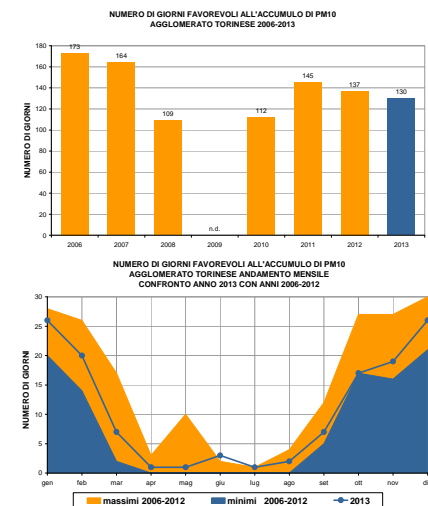 NUMERO DI GIORNI FAVOREVOLI ALL'ACCUMULO DI PM10
AGGLOMERATO TORINESE 2006-2013
NUMERO DI GIORNI
180
160
140
120
100
80
60
40
20
0
173
164
109
n.d.
112
145
137
130
2006
2007
2008
2009
2010
2011
2012
2013
NUMERO DI GIORNI FAVOREVOLI ALL'ACCUMULO DI PM10
AGGLOMERATO TORINESE ANDAMENTO MENSILE
CONFRONTO ANNO 2013 CON ANNI 2006-2012
NUMERO DI GIORNI
30
25
20
15
10
5
0
gen
feb
mar
apr
mag
giu
lug
ago
set
ott
nov
di
massimi 2006-2012
minimi 2006-2012
2013